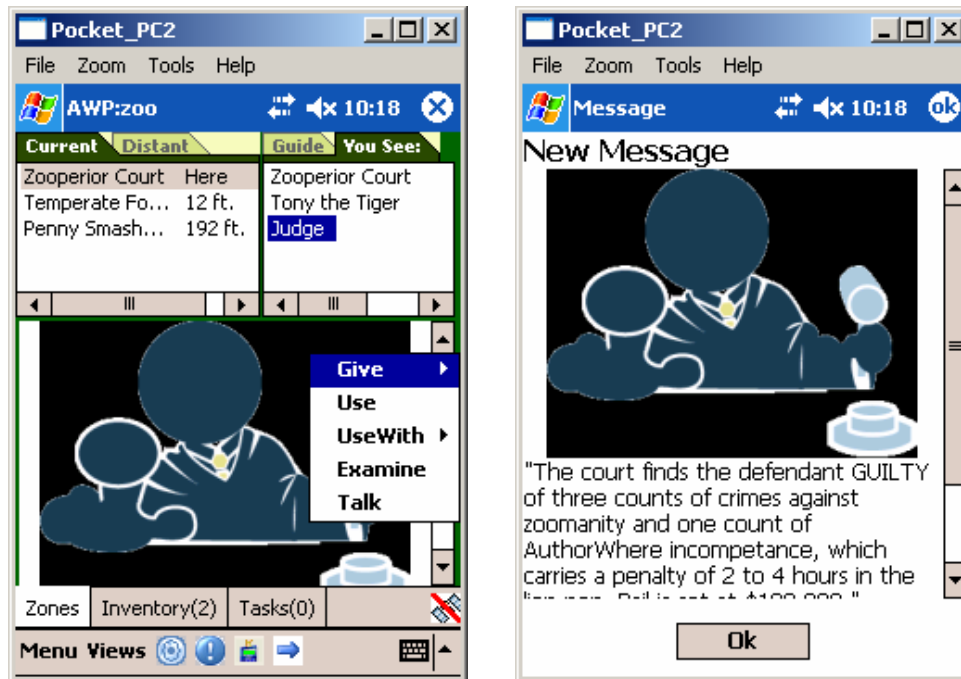 Pocket_PC2
File Zoom Tools Help
AWP:zoo 10:18
Current Distant Guide You See:
Zooperior Court Here
Temperate Fo... 12 ft.
Penny Smash... 192 ft.
Zooperior Court
Tony the Tiger
Judge
Give
Use
UseWith
Examine
Talk
Zones Inventory(2) Tasks(0)
Menu Views
Pocket_PC2
File Zoom Tools Help
Message 10:18 ok
New Message
"The court finds the defendant GUILTY
of three counts of crimes against
zoomanity and one count of
AuthorWhere incompetance, which
carries a penalty of 2 to 4 hours in the
Ok